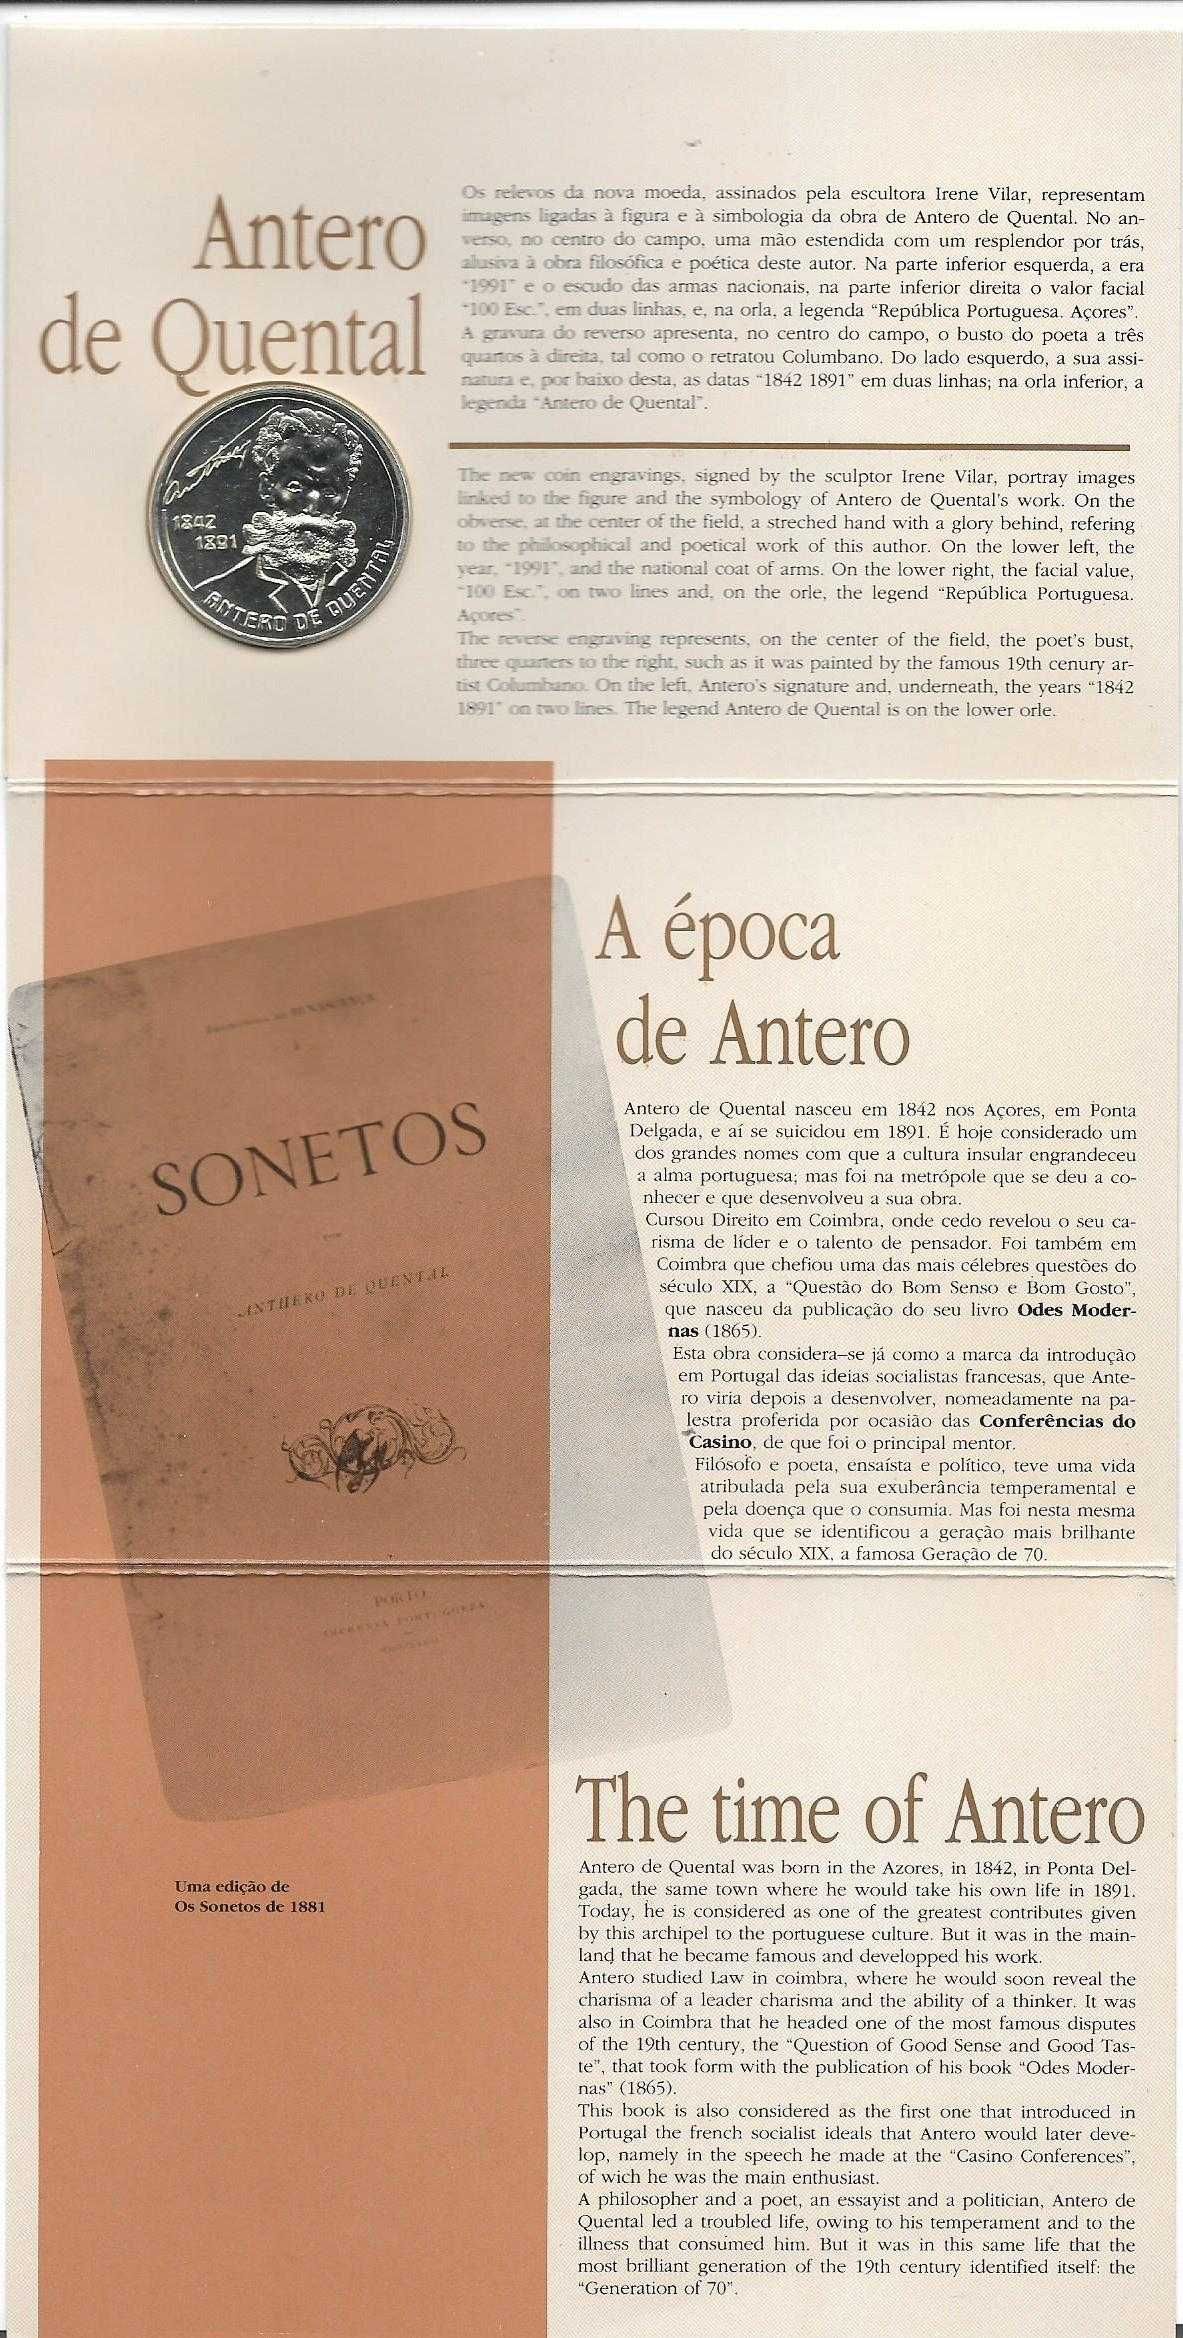 Antero
de Quental
Os relevos da nova moeda, assinados pela escultora Irene Vilar, representam
imagens ligadas à figura e à simbologia da obra de Antero de Quental. No an-
verso, no centro do campo, uma mão estendida com um resplendor por trás,
alusiva à obra filosófica e poética deste autor. Na parte inferior esquerda, a era
"1991" e o escudo das armas nacionais, na parte inferior direita o valor facial
"100 Esc.", em duas linhas, e, na orla, a legenda "República Portuguesa. Açores".
A gravura do reverso apresenta, no centro do campo, o busto do poeta a três
quartos à direita, tal como o retratou Columbano. Do lado esquerdo, a sua assi-
natura e, por baixo desta, as datas "1842 1891" em duas linhas; na orla inferior, a
legenda "Antero de Quental".
1842
1891
ANTERO DE QUENTAL
The new coin engravings, signed by the sculptor Irene Vilar, portray images
linked to the figure and the symbology of Antero de Quental's work. On the
obverse, at the center of the field, a streched hand with a glory behind, refering
to the philosophical and poetical work of this author. On the lower left, the
year, "1991", and the national coat of arms. On the lower right, the facial value,
"100 Esc.", on two lines and, on the orle, the legend "República Portuguesa.
Açores".
The reverse engraving represents, on the center of the field, the poet's bust,
three quarters to the right, such as it was painted by the famous 19th cenury ar-
tist Columbano. On the left, Antero's signature and, underneath, the years "1842
1891" on two lines. The legend Antero de Quental is on the lower orle.
SONETOS
POR
ANTHERO DE QUENTAL
PORTO
IMPRENSA PORTUGUEZA
A época
de Antero
Antero de Quental nasceu em 1842 nos Açores, em Ponta
Delgada, e aí se suicidou em 1891. É hoje considerado um
dos grandes nomes com que a cultura insular engrandeceu
a alma portuguesa; mas foi na metrópole que se deu a co-
nhecer e que desenvolveu a sua obra.
Cursou Direito em Coimbra, onde cedo revelou o seu ca-
risma de líder e o talento de pensador. Foi também em
Coimbra que chefiou uma das mais célebres questões do
século XIX, a "Questão do Bom Senso e Bom Gosto",
que nasceu da publicação do seu livro Odes Moder-
nas (1865).
Esta obra considera–se já como a marca da introdução
em Portugal das ideias socialistas francesas, que Ante-
ro viria depois a desenvolver, nomeadamente na pa-
lestra proferida por ocasião das Conferências do
Casino, de que foi o principal mentor.
Filósofo e poeta, ensaísta e político, teve uma vida
atribulada pela sua exuberância temperamental e
pela doença que o consumia. Mas foi nesta mesma
vida que se identificou a geração mais brilhante
do século XIX, a famosa Geração de 70.
Uma edição de
Os Sonetos de 1881
The time of Antero
Antero de Quental was born in the Azores, in 1842, in Ponta Del-
gada, the same town where he would take his own life in 1891.
Today, he is considered as one of the greatest contributes given
by this archipel to the portuguese culture. But it was in the main-
land that he became famous and developped his work.
Antero studied Law in coimbra, where he would soon reveal the
charisma of a leader charisma and the ability of a thinker. It was
also in Coimbra that he headed one of the most famous disputes
of the 19th century, the "Question of Good Sense and Good Tas-
te", that took form with the publication of his book "Odes Moder-
nas" (1865).
This book is also considered as the first one that introduced in
Portugal the french socialist ideals that Antero would later deve-
lop, namely in the speech he made at the "Casino Conferences",
of wich he was the main enthusiast.
A philosopher and a poet, an essayist and a politician, Antero de
Quental led a troubled life, owing to his temperament and to the
illness that consumed him. But it was in this same life that the
most brilliant generation of the 19th century identified itself: the
"Generation of 70".